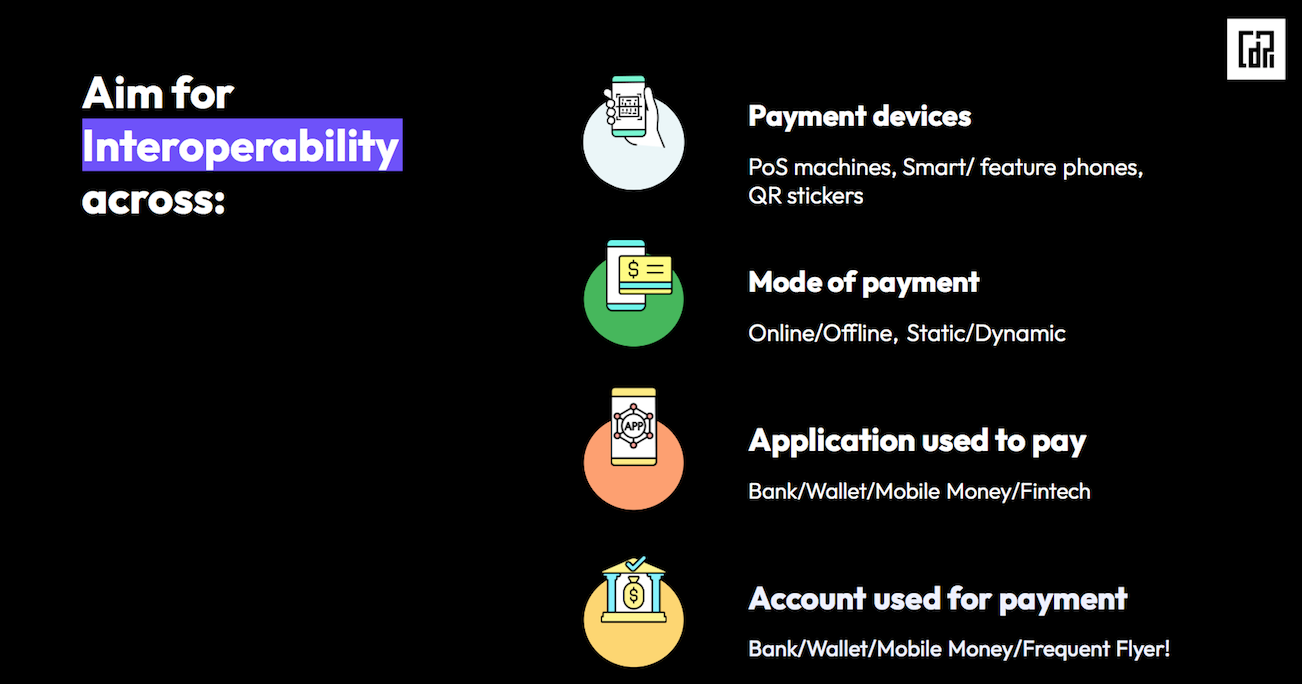 Aim for
Interoperability
across:
Payment devices
PoS machines, Smart/ feature phones,
QR stickers
Mode of payment
Online/Offline, Static/Dynamic
APP
Application used to pay
Bank/Wallet/Mobile Money/Fintech
Account used for payment
Bank/Wallet/Mobile Money/Frequent Flyer!
$
$
CDPI